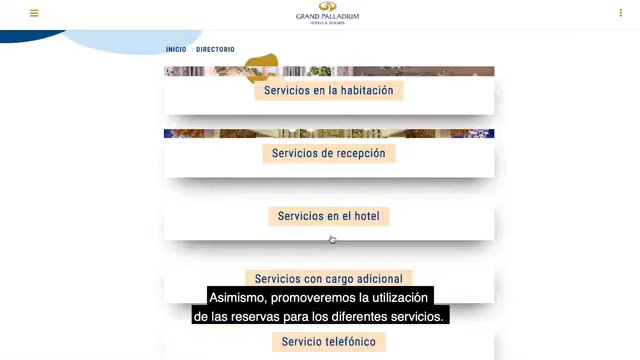 GRAND PALLADIUM
HOTELS & RESORTS
INICIO · DIRECTORIO
Servicios en la habitación
Servicios de recepción
Servicios en el hotel
Servicios con cargo adicional
Asimismo, promoveremos la utilización
de las reservas para los diferentes servicios.
Servicio telefónico